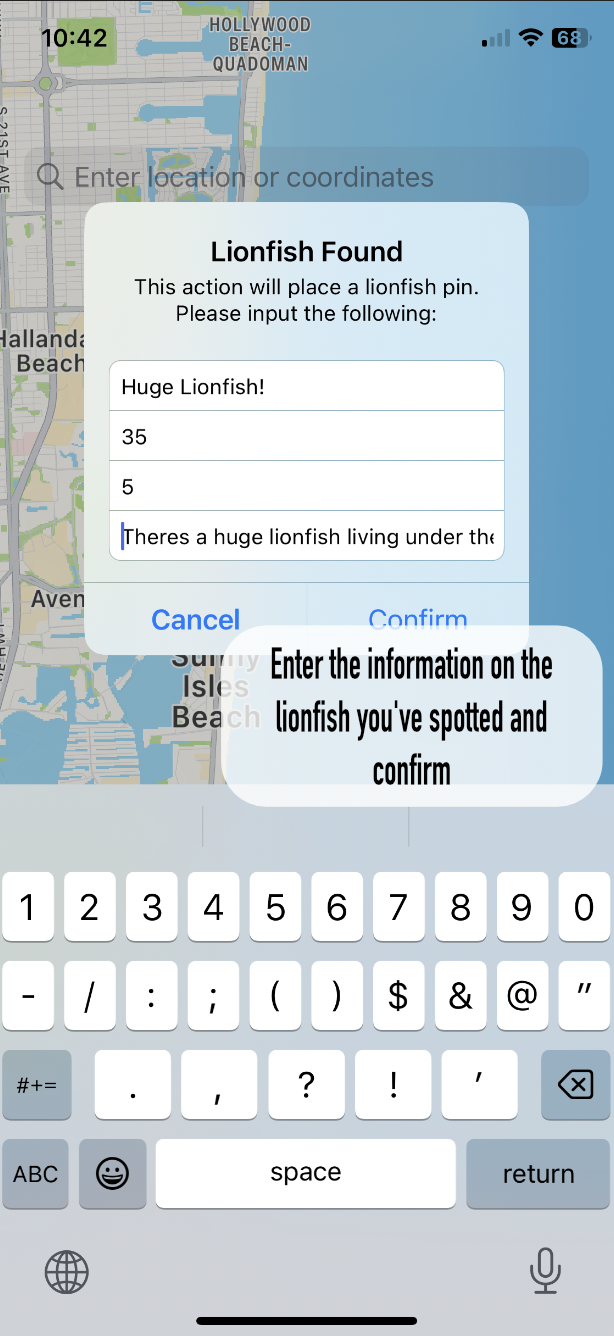 HOLLYWOOD
BEACH-
QUADOMAN
10:42
68
S 21ST AVE
Enter location or coordinates
Lionfish Found
This action will place a lionfish pin.
Please input the following:
Beach
Huge Lionfish!
35
5
Theres a huge lionfish living under the
Aven
Cancel
Confirm
Sunny
Isles
Beach
Enter the information on the
lionfish you've spotted and
confirm
1 2 3 4 5 6 7 8 9 0
- / : ; ( ) $ & @ "
#+= . , ? ! '
ABC space return